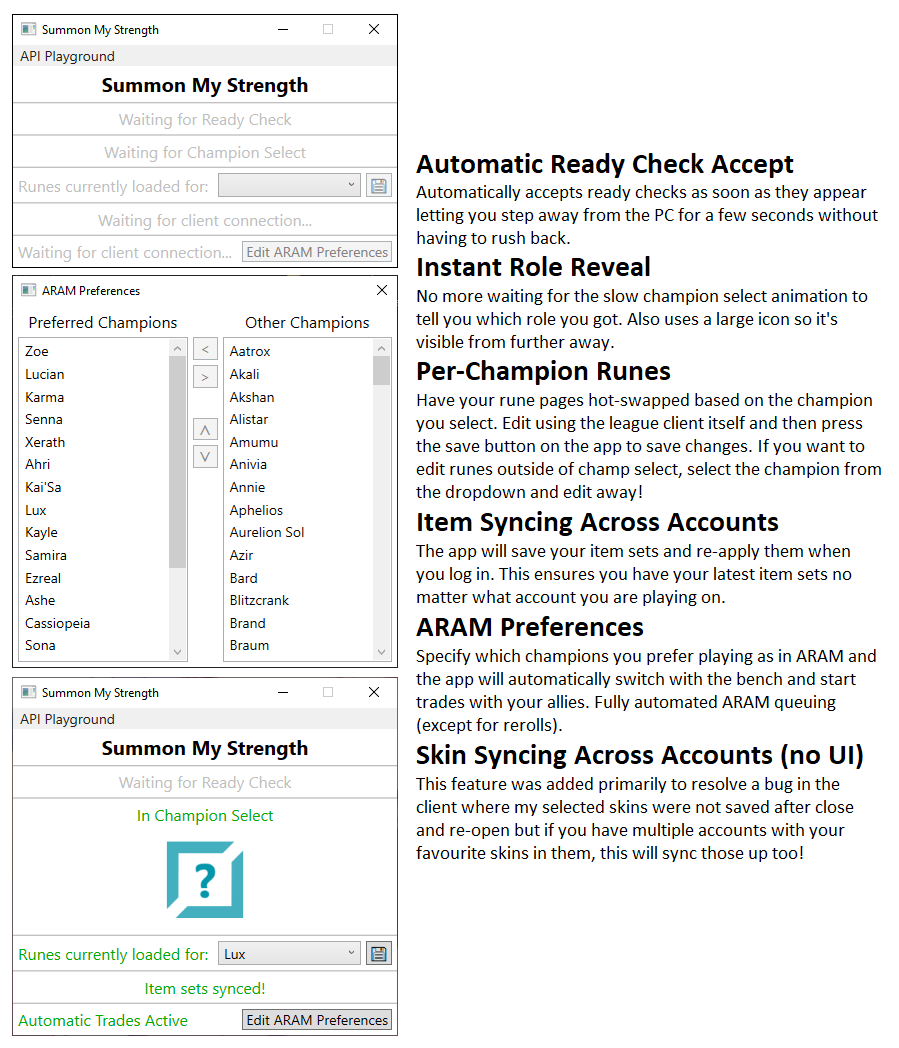 Summon My Strength
API Playground
Summon My Strength
Waiting for Ready Check
Waiting for Champion Select
Runes currently loaded for:
Waiting for client connection...
Waiting for client connection... Edit ARAM Preferences
ARAM Preferences
Preferred Champions
Zoe
Lucian
Karma
Senna
Xerath
Ahri
Kai'Sa
Lux
Kayle
Samira
Ezreal
Ashe
Cassiopeia
Sona
<
>
∧
∨
Other Champions
Aatrox
Akali
Akshan
Alistar
Amumu
Anivia
Annie
Aphelios
Aurelion Sol
Azir
Bard
Blitzcrank
Brand
Braum
Summon My Strength
API Playground
Summon My Strength
Waiting for Ready Check
In Champion Select
?
Runes currently loaded for: Lux
Item sets synced!
Automatic Trades Active Edit ARAM Preferences
Automatic Ready Check Accept
Automatically accepts ready checks as soon as they appear
letting you step away from the PC for a few seconds without
having to rush back.
Instant Role Reveal
No more waiting for the slow champion select animation to
tell you which role you got. Also uses a large icon so it's
visible from further away.
Per-Champion Runes
Have your rune pages hot-swapped based on the champion
you select. Edit using the league client itself and then press
the save button on the app to save changes. If you want to
edit runes outside of champ select, select the champion from
the dropdown and edit away!
Item Syncing Across Accounts
The app will save your item sets and re-apply them when
you log in. This ensures you have your latest item sets no
matter what account you are playing on.
ARAM Preferences
Specify which champions you prefer playing as in ARAM and
the app will automatically switch with the bench and start
trades with your allies. Fully automated ARAM queuing
(except for rerolls).
Skin Syncing Across Accounts (no UI)
This feature was added primarily to resolve a bug in the
client where my selected skins were not saved after close
and re-open but if you have multiple accounts with your
favourite skins in them, this will sync those up too!